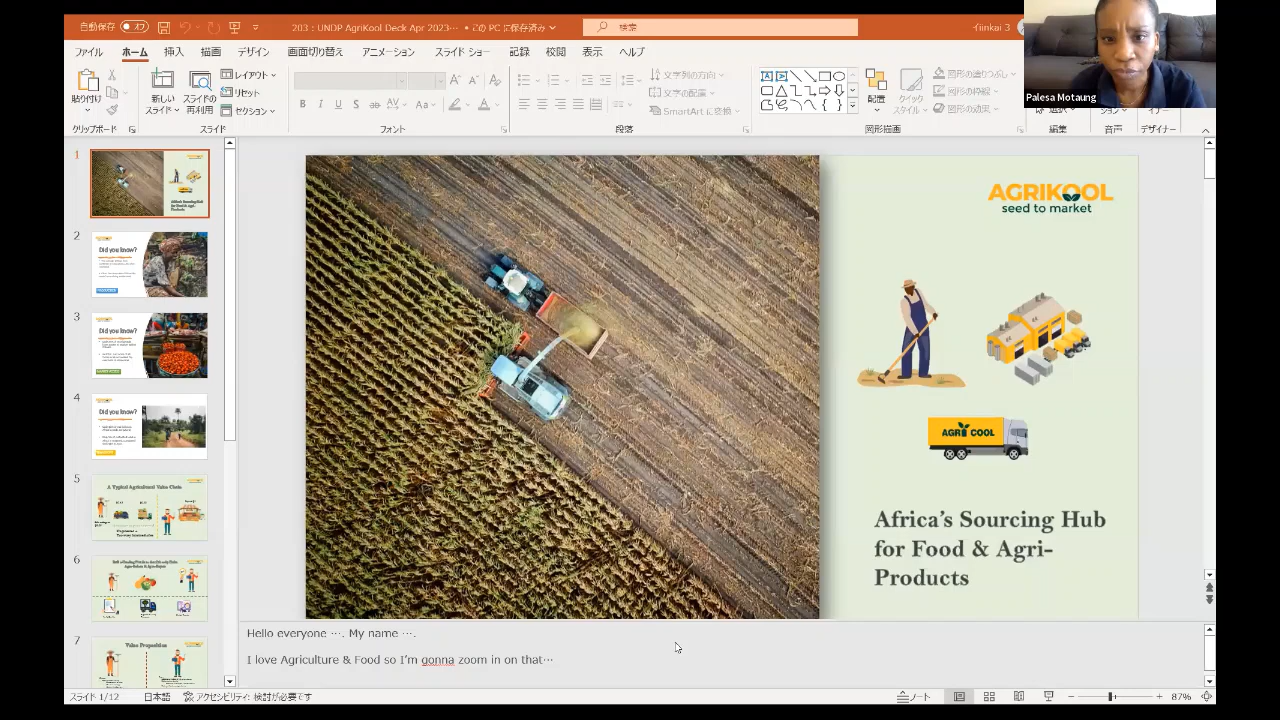 自動保存
オフ
203 : UNDP AgriKool Deck Apr 2023… • この PC に保存済み
検索
ファイル ホーム 挿入 描画 デザイン 画面切り替え アニメーション スライド ショー 記録 校閲 表示 ヘルプ
貼り付け
新しい
スライド
スライドの
再利用
レイアウト
リセット
セクション
B I U S ab AV Aa A
文字列の方向
文字の配置
SmartArt に変換
配置
クイック
スタイル
図形の塗りつぶし
図形の枠線
図形の効果
クリップボード スライド フォント 段落 図形描画 編集 音声 デザイナー
Palesa Motaung
1
2
Did you know?
3
Did you know?
4
Did you know?
5
A Typical Agricultural Value Chain
6
7
Value Proposition
AGRIKOOL
seed to market
AGRI COOL
Africa's Sourcing Hub
for Food & Agri-
Products
Hello everyone …. My name ….
I love Agriculture & Food so I'm gonna zoom in on that…
スライド 1/12 日本語 アクセシビリティ: 検討が必要です
ノート
87%